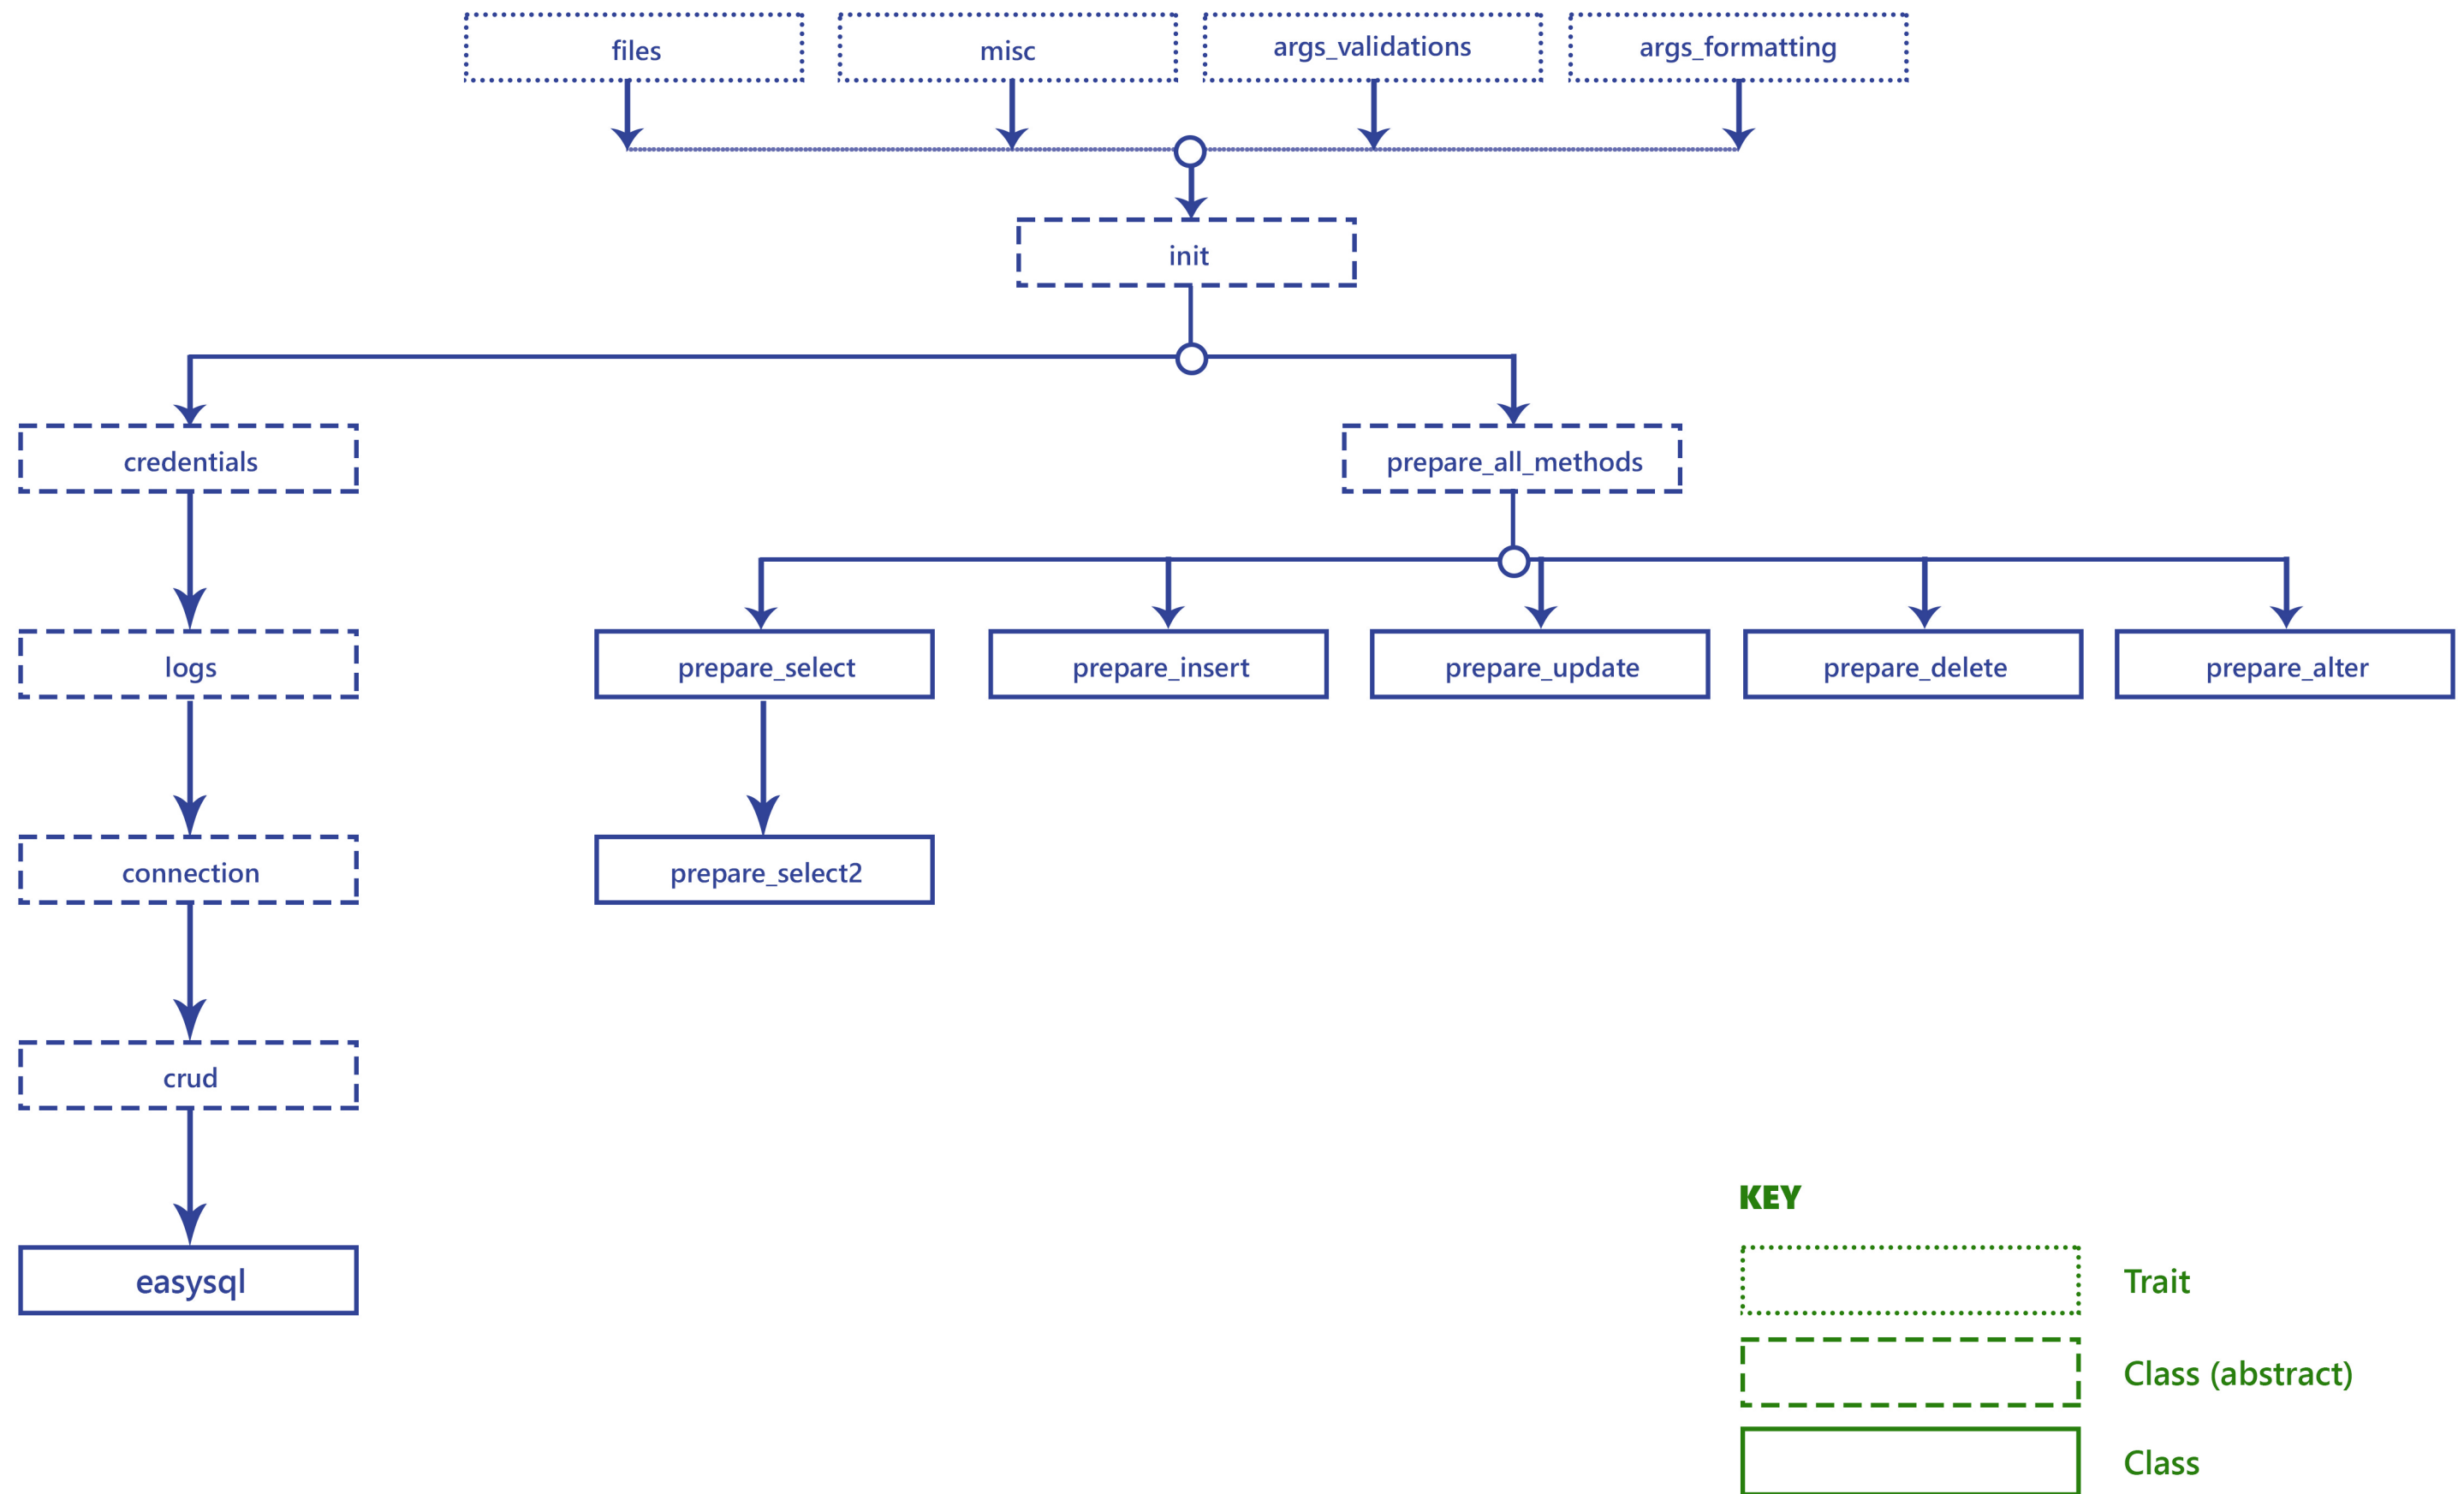 files
misc
args_validations
args_formatting
init
credentials
prepare_all_methods
logs
prepare_select
prepare_insert
prepare_update
prepare_delete
prepare_alter
connection
prepare_select2
crud
easysql
KEY
Trait
Class (abstract)
Class